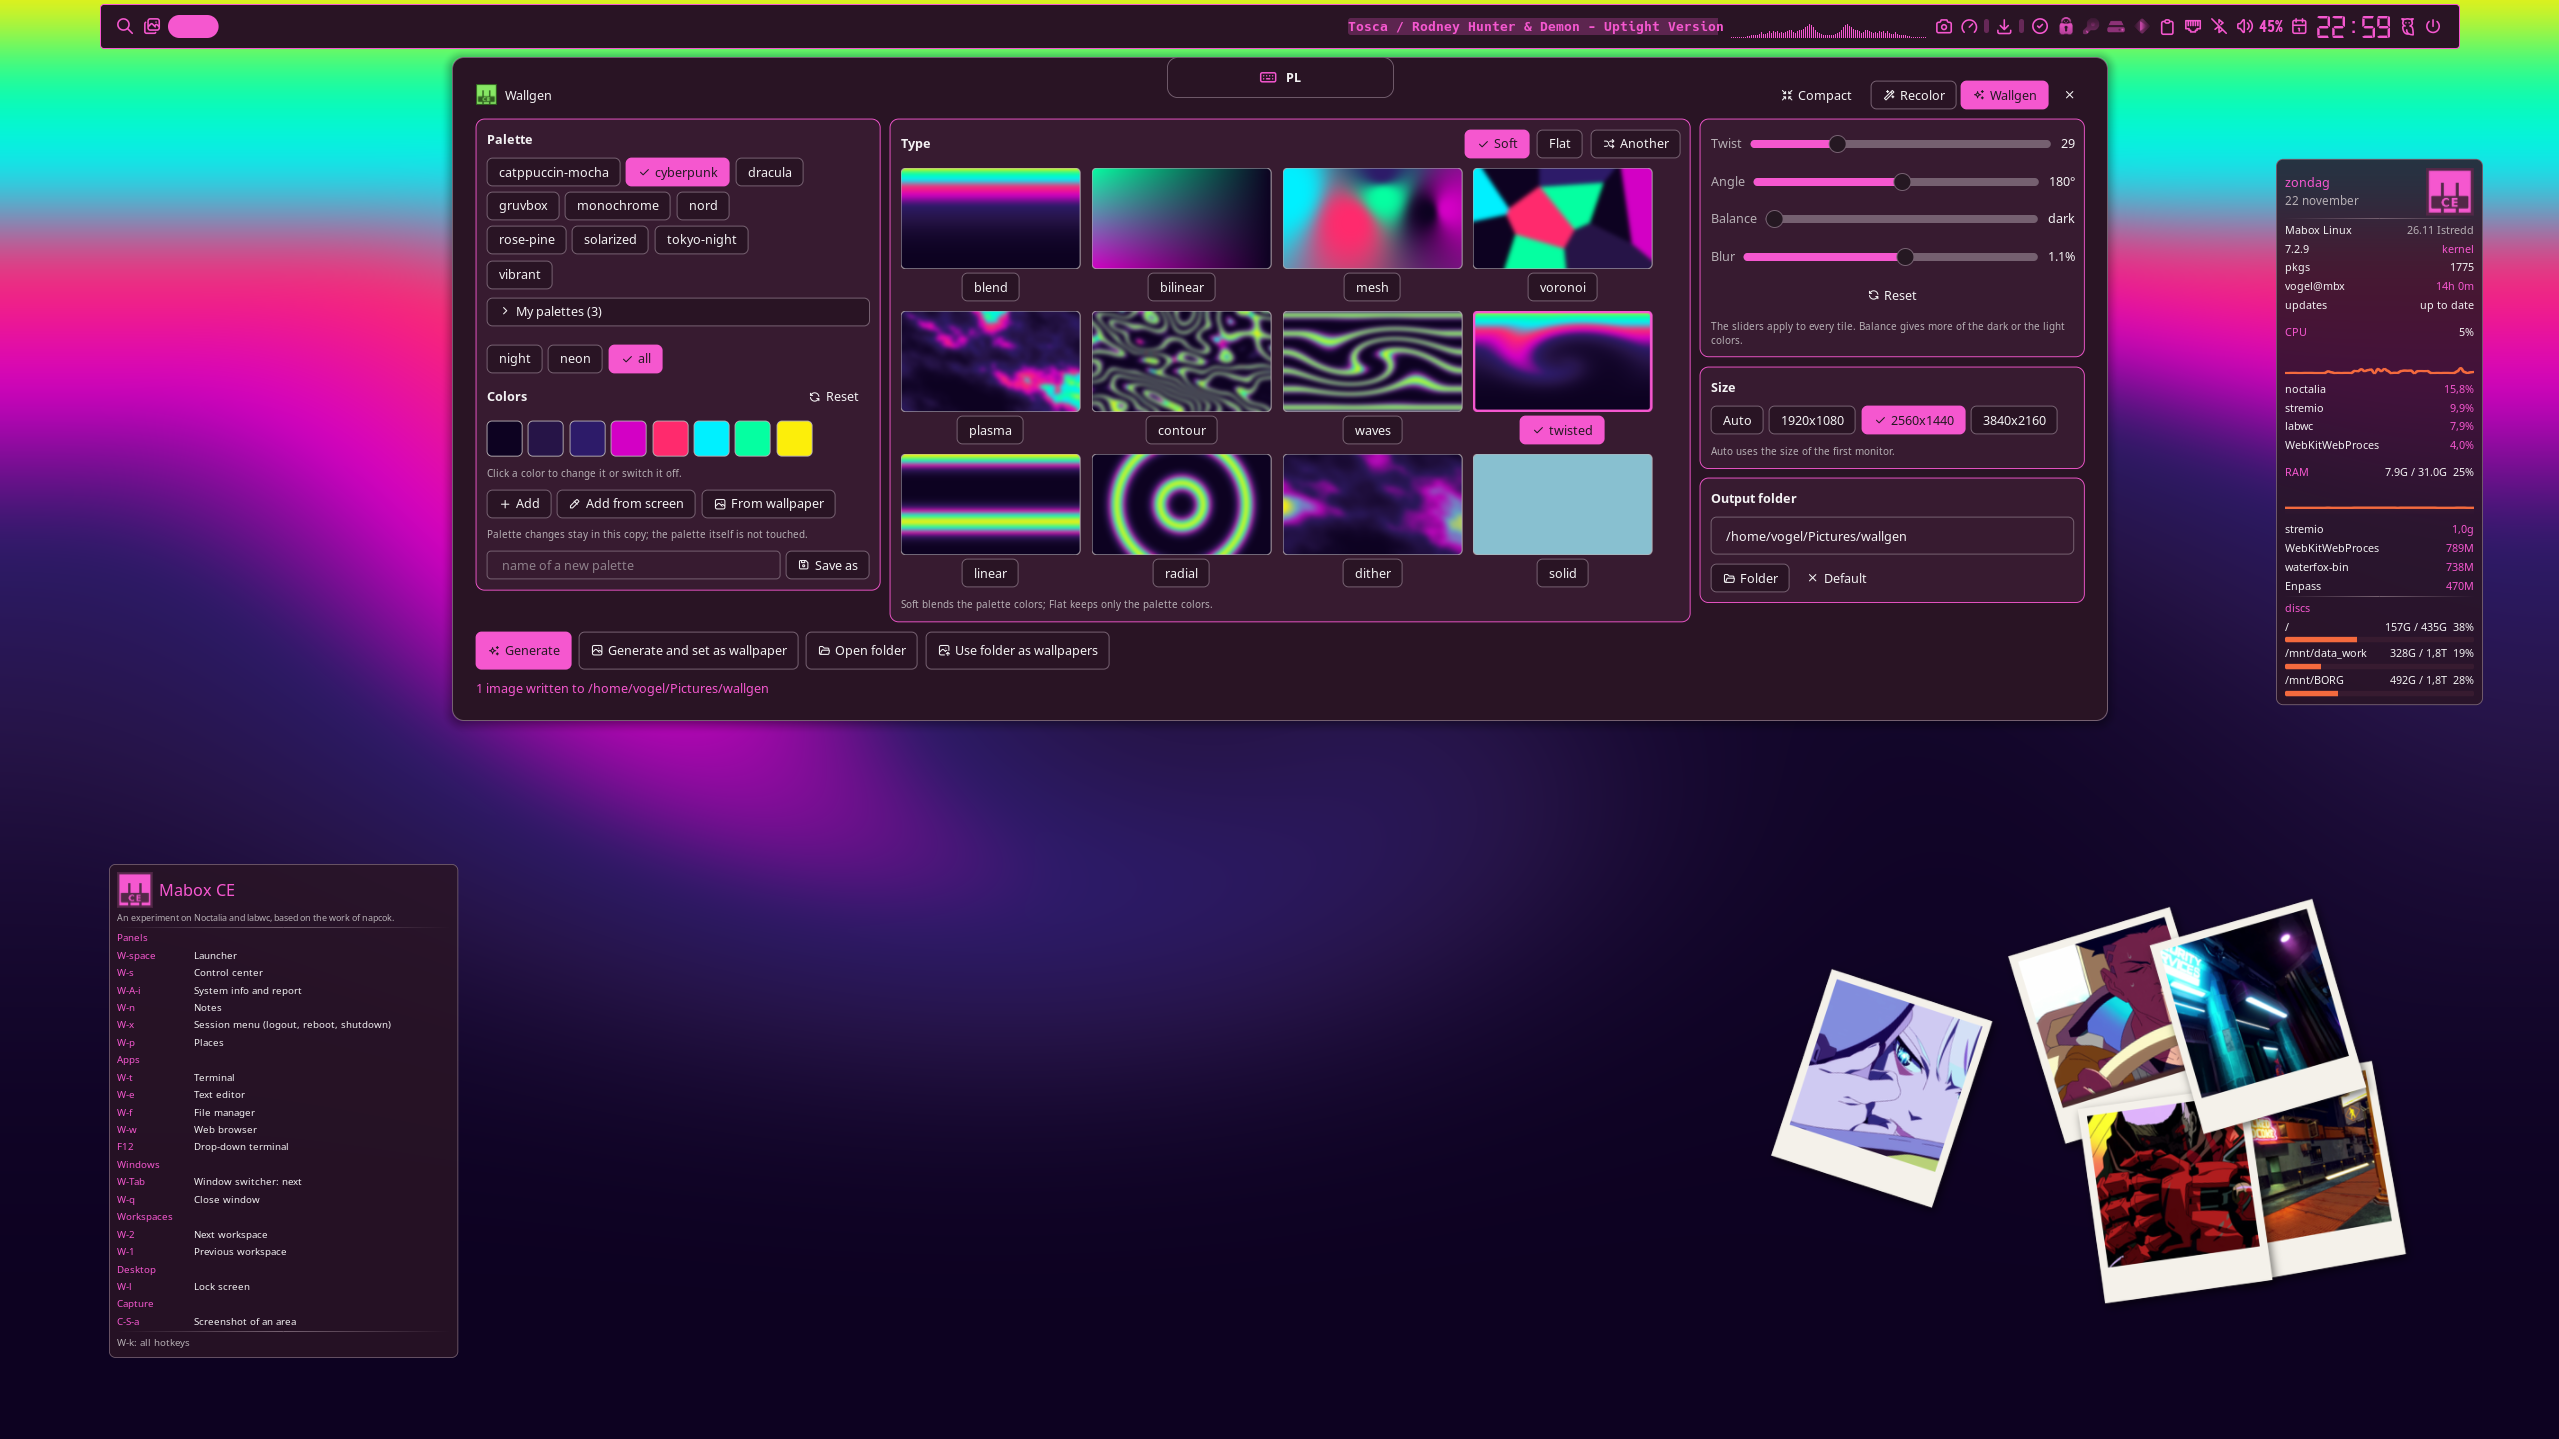 Tosca / Rodney Hunter & Demon - Uptight Version
45%
22:59
PL
Wallgen
Compact
Recolor
Wallgen
Palette
catppuccin-mocha
cyberpunk
dracula
gruvbox
monochrome
nord
rose-pine
solarized
tokyo-night
vibrant
My palettes (3)
night
neon
all
Colors
Reset
Click a color to change it or switch it off.
Add
Add from screen
From wallpaper
Palette changes stay in this copy; the palette itself is not touched.
name of a new palette
Save as
Type
Soft
Flat
Another
blend
bilinear
mesh
voronoi
plasma
contour
waves
twisted
linear
radial
dither
solid
Soft blends the palette colors; Flat keeps only the palette colors.
Twist 29
Angle 180°
Balance dark
Blur 1.1%
Reset
The sliders apply to every tile. Balance gives more of the dark or the light
colors.
Size
Auto
1920x1080
2560x1440
3840x2160
Auto uses the size of the first monitor.
Output folder
/home/vogel/Pictures/wallgen
Folder
Default
Generate
Generate and set as wallpaper
Open folder
Use folder as wallpapers
1 image written to /home/vogel/Pictures/wallgen
zondag
22 november
CE
Mabox Linux 26.11 Istredd
7.2.9 kernel
pkgs 1775
vogel@mbx 14h 0m
updates up to date
CPU 5%
noctalia 15,8%
stremio 9,9%
labwc 7,9%
WebKitWebProces 4,0%
RAM 7.9G / 31.0G 25%
stremio 1,0g
WebKitWebProces 789M
waterfox-bin 738M
Enpass 470M
discs
/ 157G / 435G 38%
/mnt/data_work 328G / 1,8T 19%
/mnt/BORG 492G / 1,8T 28%
CE
Mabox CE
An experiment on Noctalia and labwc, based on the work of napcok.
Panels
W-space Launcher
W-s Control center
W-A-i System info and report
W-n Notes
W-x Session menu (logout, reboot, shutdown)
W-p Places
Apps
W-t Terminal
W-e Text editor
W-f File manager
W-w Web browser
F12 Drop-down terminal
Windows
W-Tab Window switcher: next
W-q Close window
Workspaces
W-2 Next workspace
W-1 Previous workspace
Desktop
W-l Lock screen
Capture
C-S-a Screenshot of an area
W-k: all hotkeys